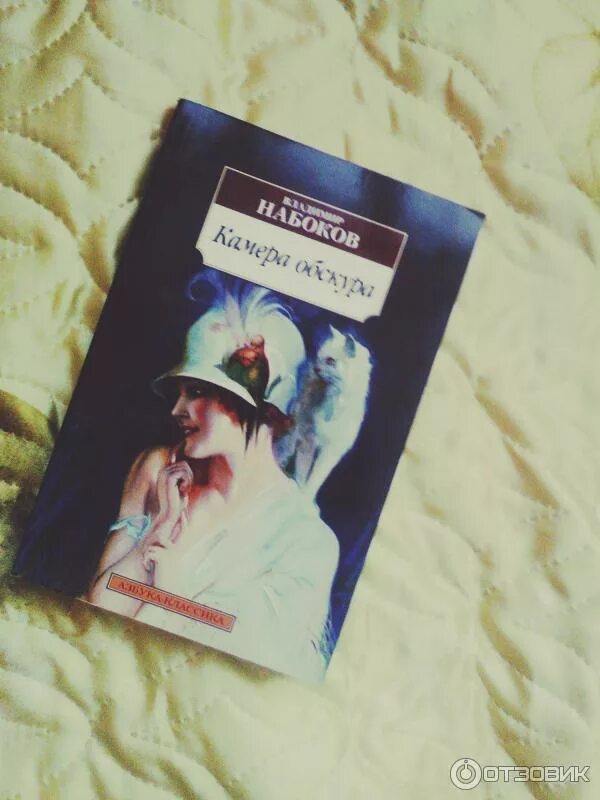 ВЛАДИМИР
НАБОКОВ
Камера обскура
АЗБУКА-КЛАССИКА
ОТЗОВИК